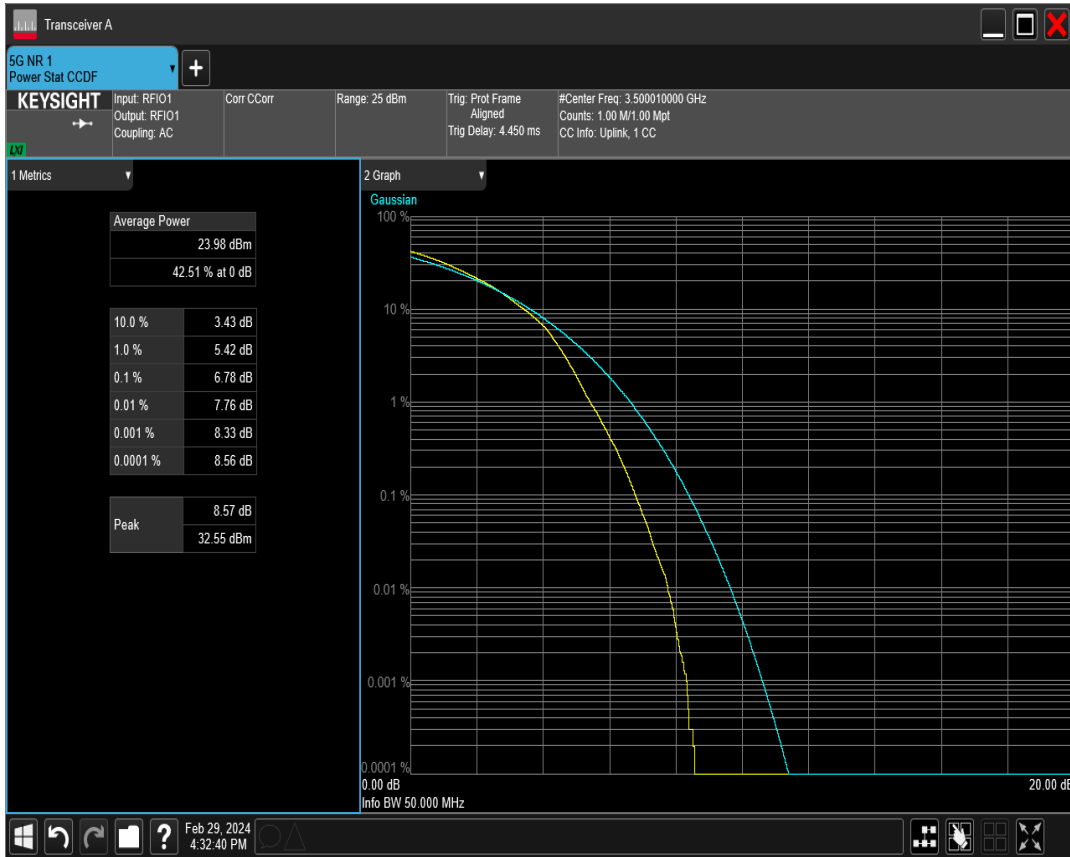 Transceiver A
5G NR 1
Power Stat CCDF
+
KEYSIGHT
LXI
Input: RFIO1
Output: RFIO1
Coupling: AC
Corr CCorr
Range: 25 dBm
Trig: Prot Frame
Aligned
Trig Delay: 4.450 ms
#Center Freq: 3.500010000 GHz
Counts: 1.00 M/1.00 Mpt
CC Info: Uplink, 1 CC
1 Metrics
Average Power
23.98 dBm
42.51 % at 0 dB
10.0 % 3.43 dB
1.0 % 5.42 dB
0.1 % 6.78 dB
0.01 % 7.76 dB
0.001 % 8.33 dB
0.0001 % 8.56 dB
Peak
8.57 dB
32.55 dBm
2 Graph
Gaussian
100 %
10 %
1 %
0.1 %
0.01 %
0.001 %
0.0001 %
0.00 dB
20.00 dB
Info BW 50.000 MHz
?
Feb 29, 2024
4:32:40 PM